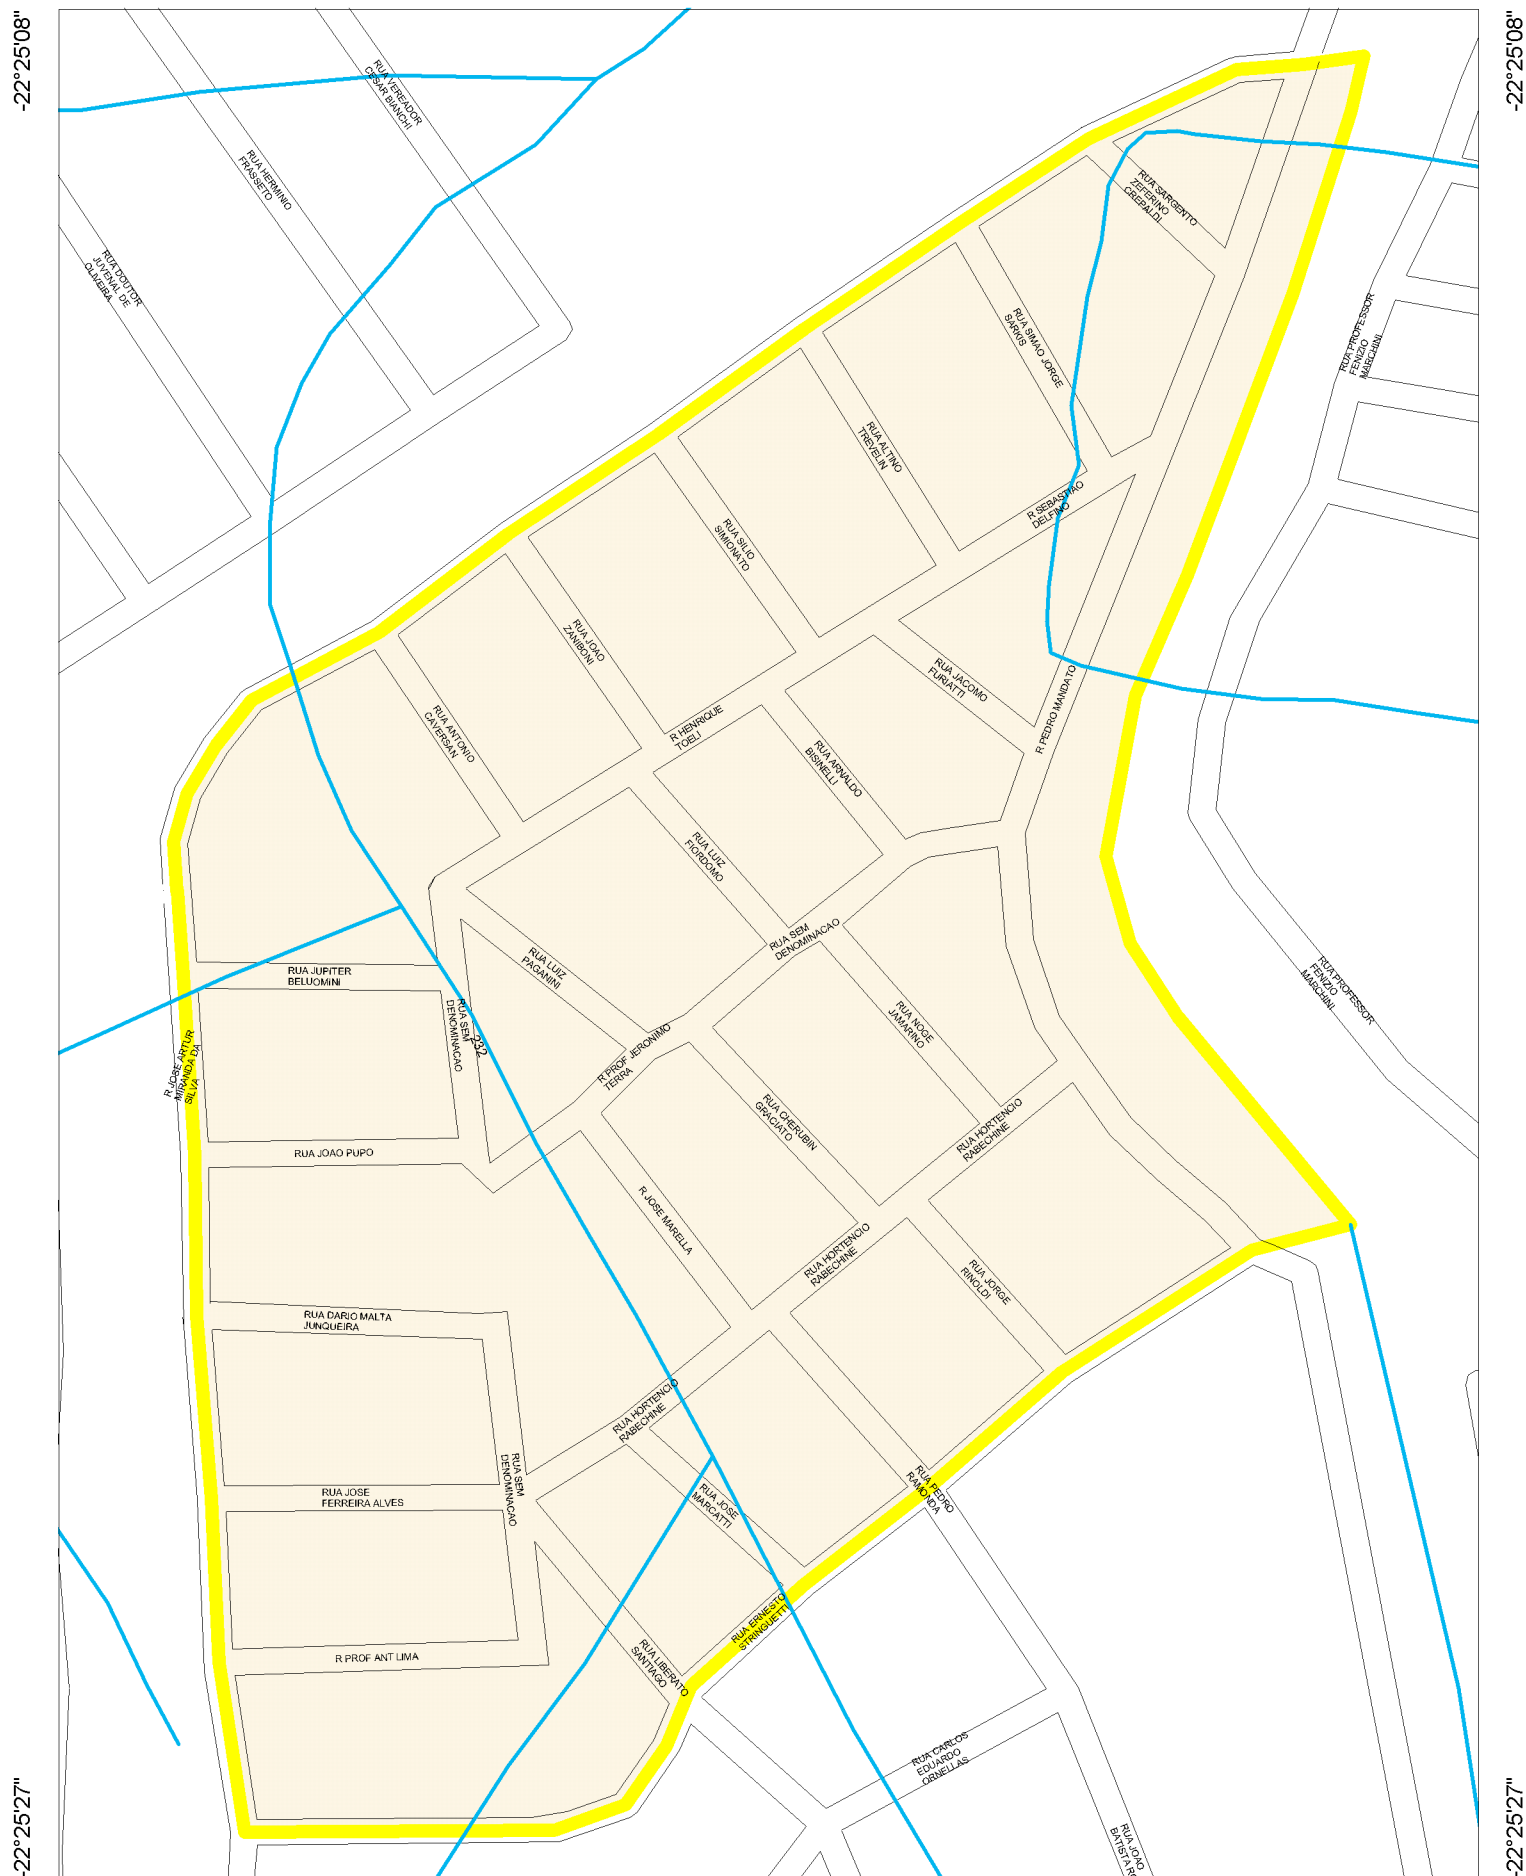 -22°25'08"
-22°25'08"
RUA VEREADOR
CESAR BIANCHI
RUA HERMINIO
FRASSETO
RUA DOUTOR
JUVENAL DE
OLIVEIRA
RUA SARGENTO
ZEFERINO
CREPALDI
RUA SIMAO JORGE
SARKIS
RUA PROFESSOR
FENIZIO
MARCHINI
RUA ALTINO
TREVELIN
R SEBASTIAO
DELFINO
RUA SILIO
SIMIONATO
RUA JOAO
ZANIBONI
RUA JACOMO
FURIATTI
R PEDRO MANDATO
RUA ANTONIO
CAVERSAN
R HENRIQUE
TOELI
RUA ARNALDO
BISINELLI
RUA LUIZ
FIORDOMO
RUA SEM
DENOMINACAO
RUA LUIZ
PAGANINI
RUA JUPITER
BELUOMINI
RUA SEM
DENOMINACAO
232
RUA NOGE
JAMARINO
RUA PROFESSOR
FENIZIO
MARCHINI
R JOSE ARTUR
MIRANDA DA
SILVA
R PROF JERONIMO
TERRA
RUA CHERUBIN
GRACIATO
RUA HORTENCIO
RABECHINE
RUA JOAO PUPO
R JOSE MARELLA
RUA HORTENCIO
RABECHINE
RUA JORGE
RINOLDI
RUA DARIO MALTA
JUNQUEIRA
RUA HORTENCIO
RABECHINE
RUA SEM
DENOMINACAO
RUA JOSE
FERREIRA ALVES
RUA JOSE
MARCATTI
RUA PEDRO
RAMONDA
RUA ERNESTO
STRINGUETTI
R PROF ANT LIMA
RUA LIBERATO
SANTIAGO
RUA CARLOS
EDUARDO
ORNELLAS
RUA JOAO
BATISTA
-22°25'27"
-22°25'27"